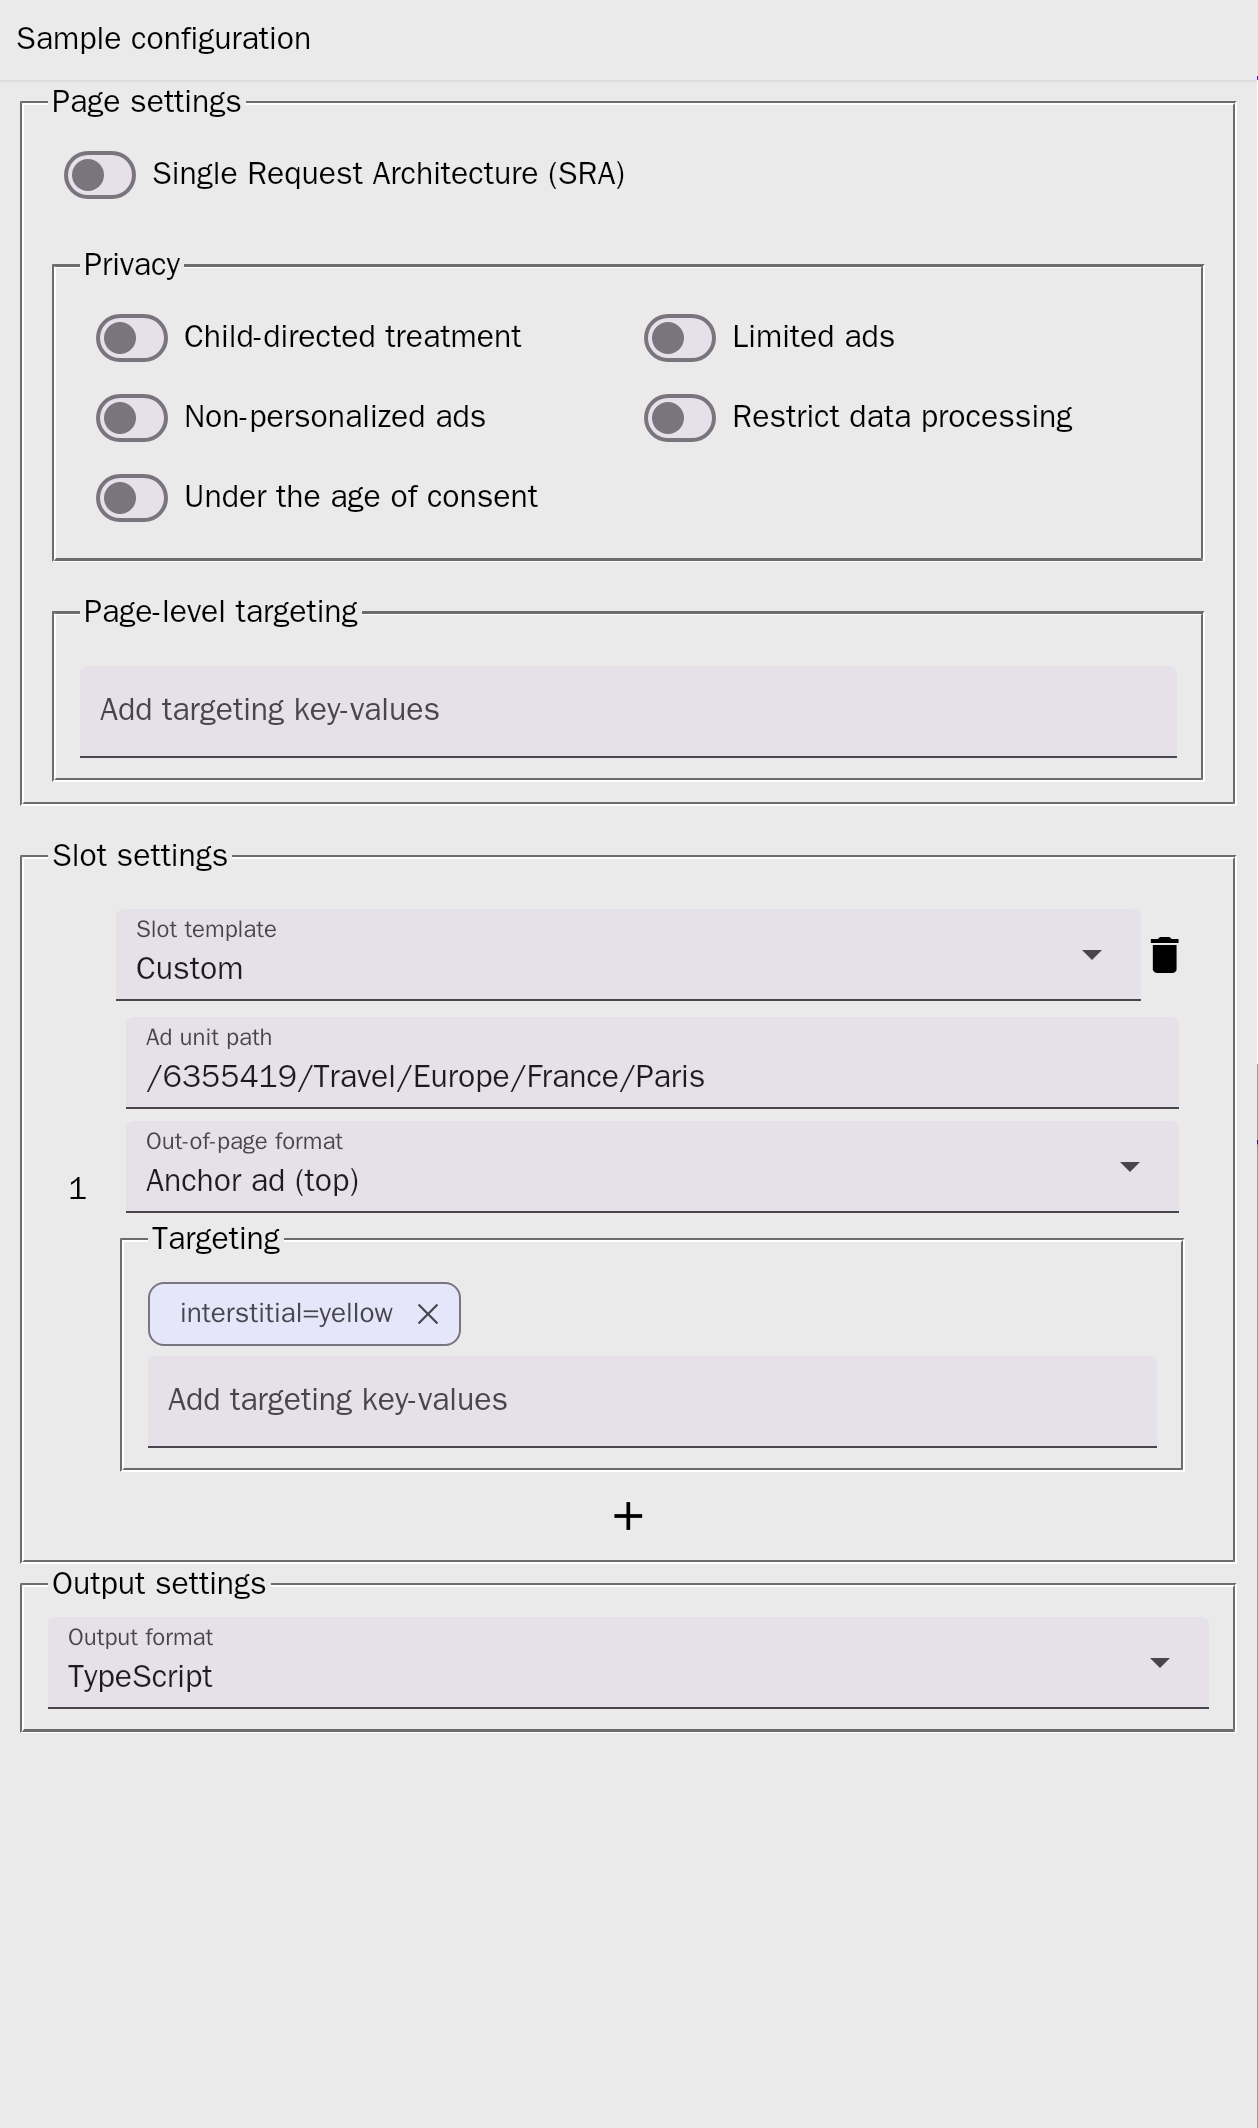 Sample configuration
Page settings
Single Request Architecture (SRA)
Privacy
Child-directed treatment
Limited ads
Non-personalized ads
Restrict data processing
Under the age of consent
Page-level targeting
Add targeting key-values
Slot settings
Slot template
Custom
Ad unit path
/6355419/Travel/Europe/France/Paris
Out-of-page format
1
Anchor ad (top)
Targeting
interstitial=yellow
Add targeting key-values
Output settings
Output format
TypeScript